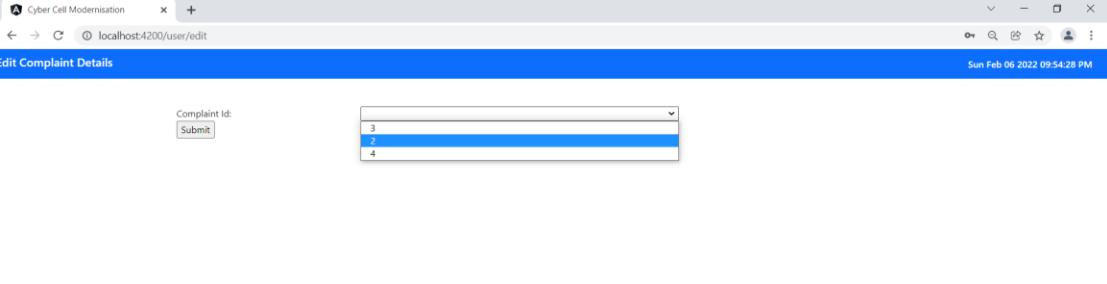 Cyber Cell Modernisation
localhost:4200/user/edit
Edit Complaint Details
Sun Feb 06 2022 09:54:28 PM
Complaint Id:
Submit
3
2
4